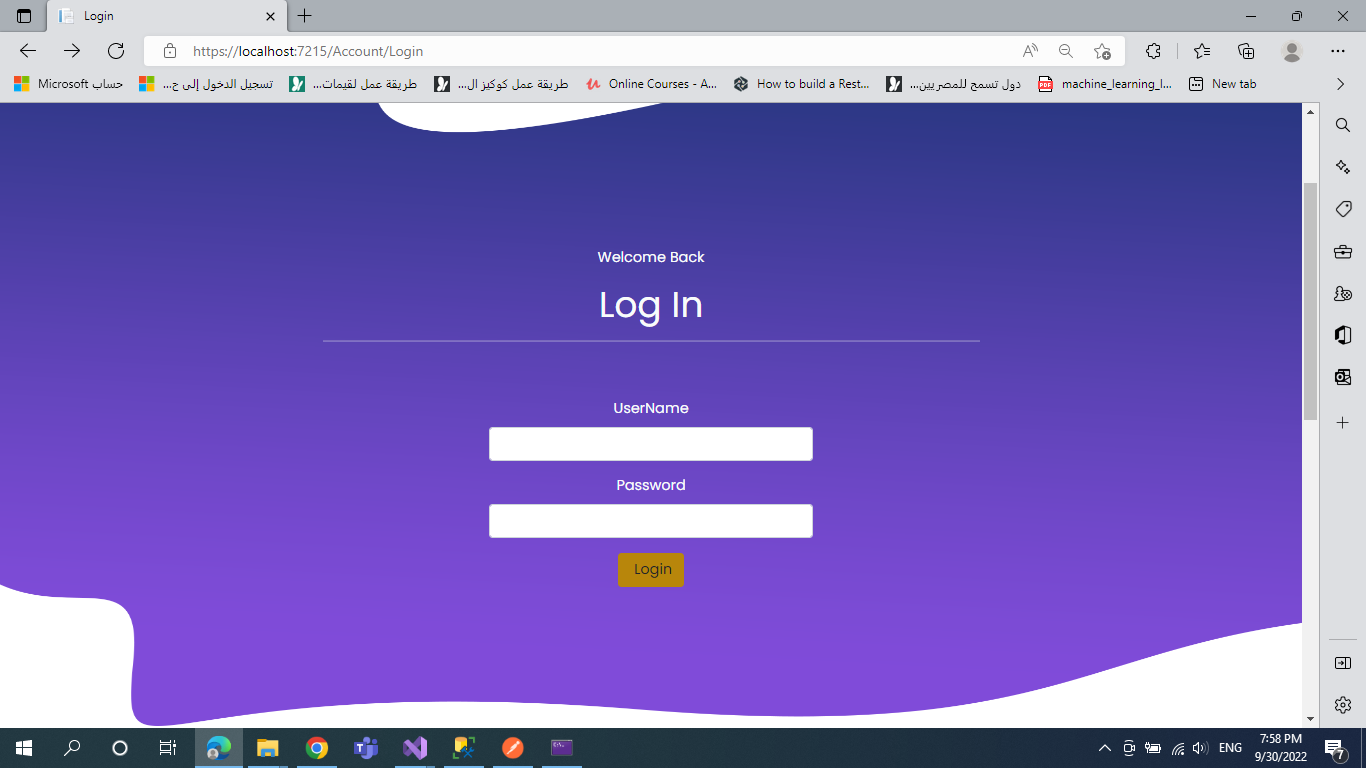 Login
https://localhost:7215/Account/Login
حساب Microsoft
تسجيل الدخول إلى ح...
طريقة عمل لقيمات...
طريقة عمل كوكيز ال...
Online Courses - A...
How to build a Rest...
دول تسمح للمصريين...
machine_learning_l...
New tab
Welcome Back
Log In
UserName
Password
Login
ENG
7:58 PM
9/30/2022
7